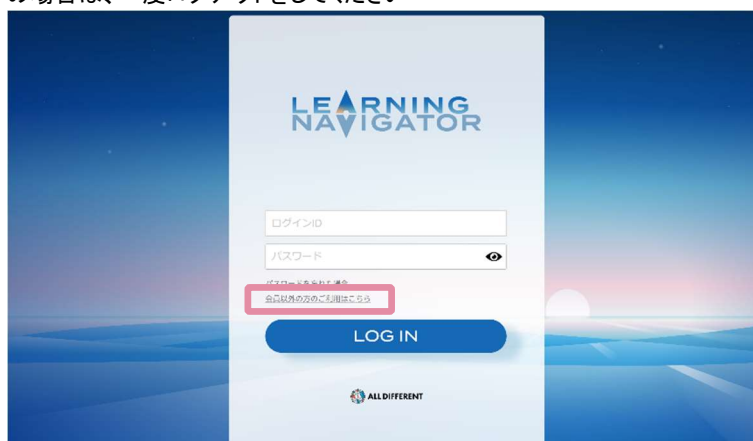 の場合は、一度ログアウトをしてください
LEARNING
NAVIGATOR
ログインID
パスワード
パスワードを忘れた場合
会員以外の方のご利用はこちら
LOG IN
ALL DIFFERENT